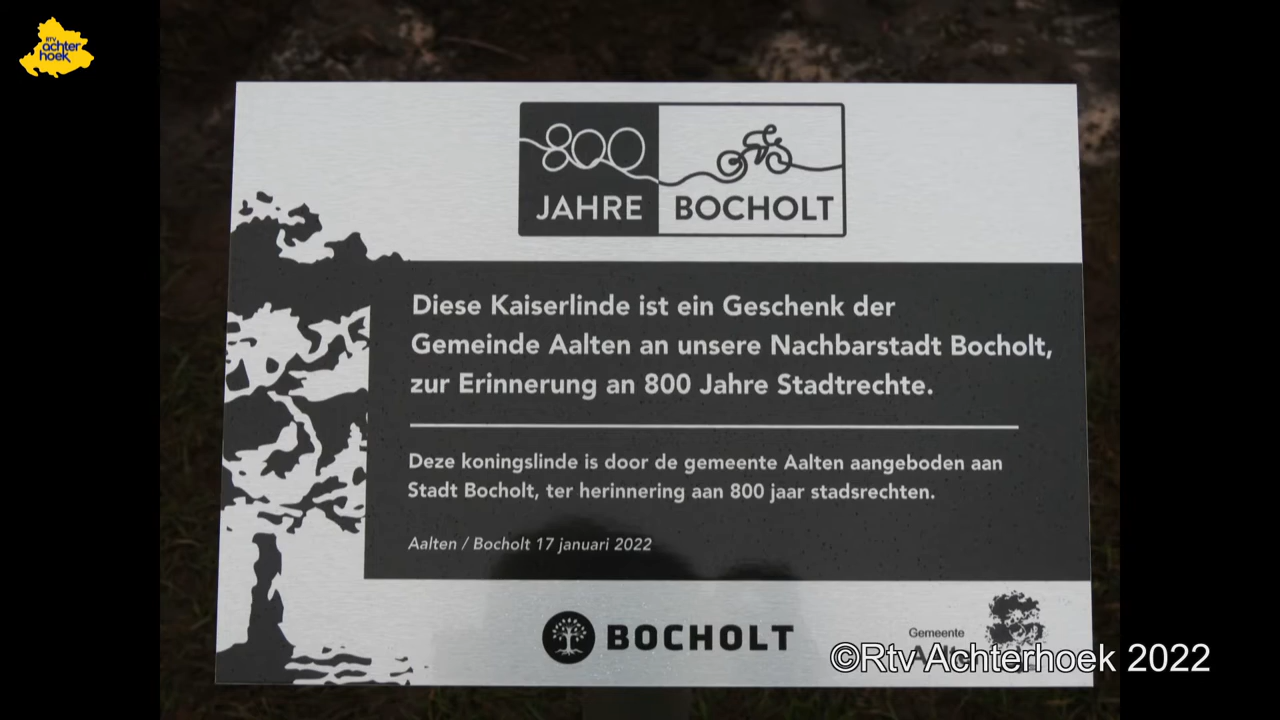 RTV
achter
hoek
800
JAHRE BOCHOLT
Diese Kaiserlinde ist ein Geschenk der
Gemeinde Aalten an unsere Nachbarstadt Bocholt,
zur Erinnerung an 800 Jahre Stadtrechte.
Deze koningslinde is door de gemeente Aalten aangeboden aan
Stadt Bocholt, ter herinnering aan 800 jaar stadsrechten.
Aalten / Bocholt 17 januari 2022
BOCHOLT
Gemeente
©Rtv Achterhoek 2022